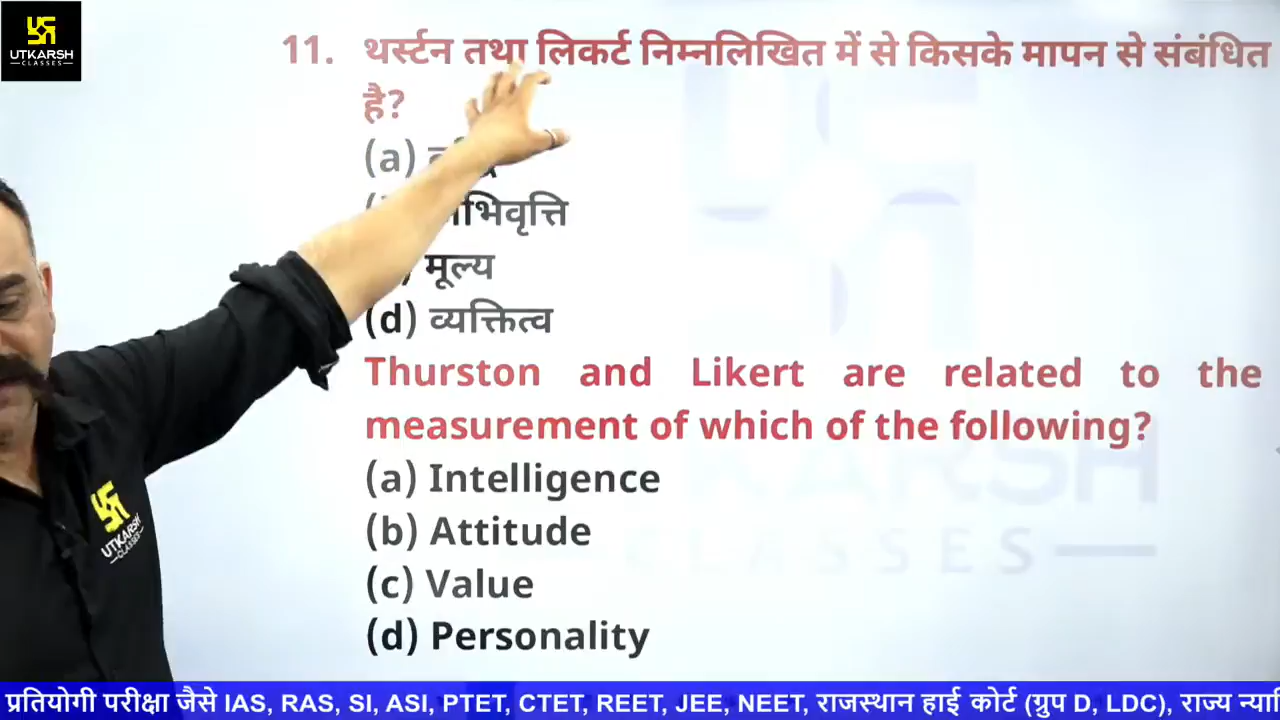 UTKARSH
CLASSES
11. थर्स्टन तथा लिकर्ट निम्नलिखित में से किसके मापन से संबंधित
है?
(a)
मूल्य
(d) व्यक्तित्व
Thurston and Likert are related to the
measurement of which of the following?
(a) Intelligence
(b) Attitude
(c) Value
(d) Personality
UTKARSH
CLASSES
CLASSES
प्रतियोगी परीक्षा जैसे IAS, RAS, SI, ASI, PTET, CTET, REET, JEE, NEET, राजस्थान हाई कोर्ट (ग्रुप D, LDC), राज्य